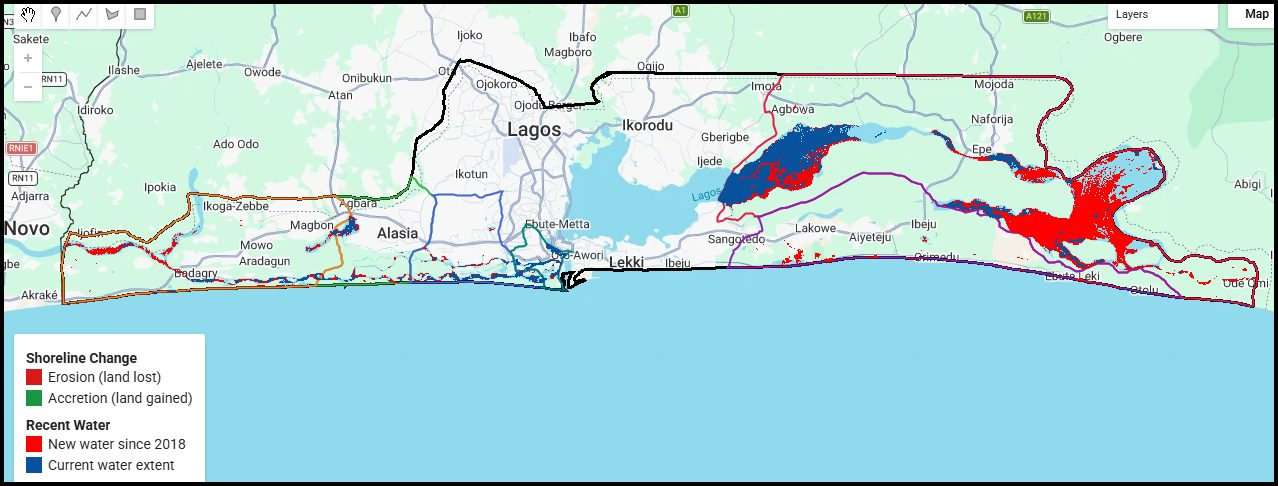 N3
A1
A121
Layers
Map
Sakete
Ijoko
Ibafo
Magboro
Ogbere
+
−
RN11
Ilashe
Ajelete
Owode
Onibukun
Atan
Ot
Ojokoro
Ogijo
Imota
Mojoda
Idiroko
Ojodu Berger
Agbowa
Lagos
Ikorodu
Gberigbe
Naforija
RNIE1
Ado Odo
Epe
Ijede
RN11
Ikotun
Ipokia
Lagos
Abigi
Adjarra
Ikoga-Zebbe
Agbara
Novo
Ijofin
Magbon
Alasia
Ebute-Metta
Sangotedo
Lakowe
Aiyeteju
Ibeju
Mowo
Aradagun
Oto-Awori
Lekki
Ibeju
Orimedu
gbe
Badagry
Ebute Leki
Akraké
Otolu
Ode Omi
Shoreline Change
Erosion (land lost)
Accretion (land gained)
Recent Water
New water since 2018
Current water extent